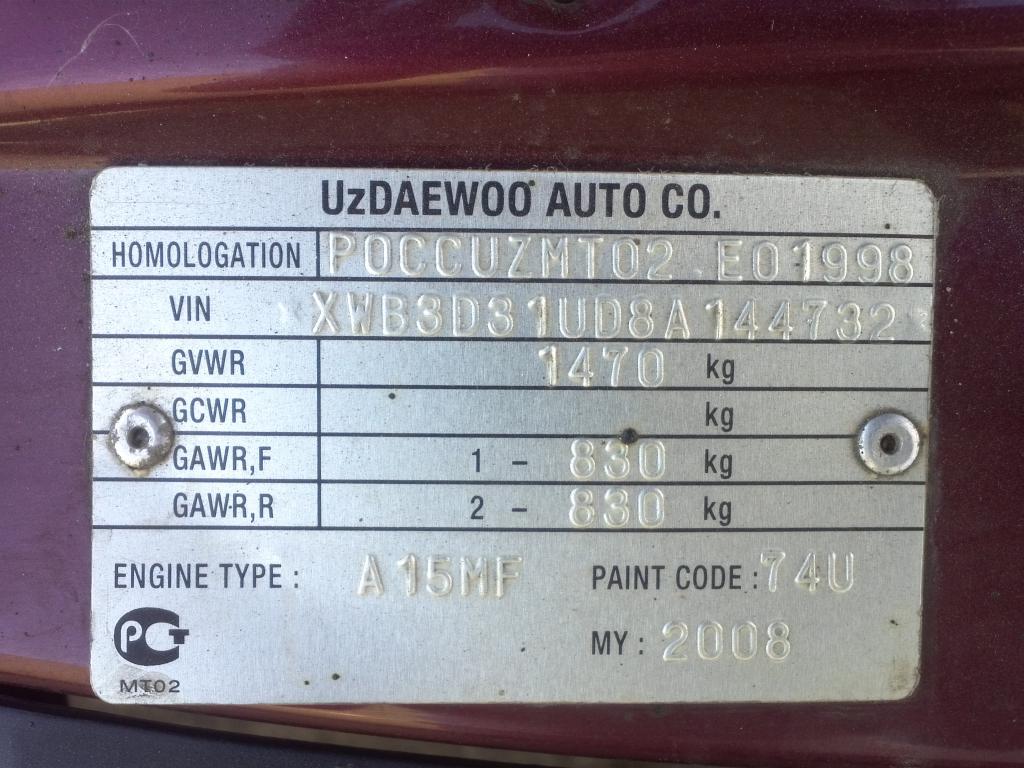 UzDAEWOO AUTO CO.
HOMOLOGATION POCCUZMT02.E01998
VIN XWB3D31UD8A144732
GVWR 1470 kg
GCWR kg
GAWR,F 1 - 830 kg
GAWR,R 2 - 830 kg
ENGINE TYPE : A15MF PAINT CODE : 74U
PCT MY : 2008
MT02